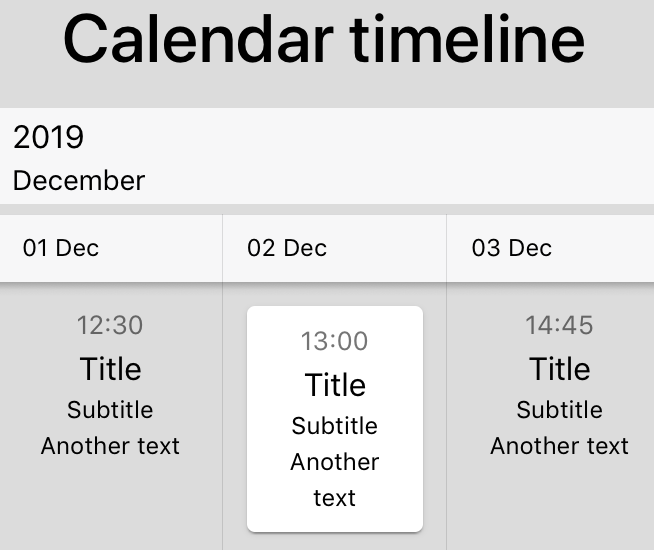 Calendar timeline
2019
December
01 Dec
02 Dec
03 Dec
12:30
Title
Subtitle
Another text
13:00
Title
Subtitle
Another
text
14:45
Title
Subtitle
Another text